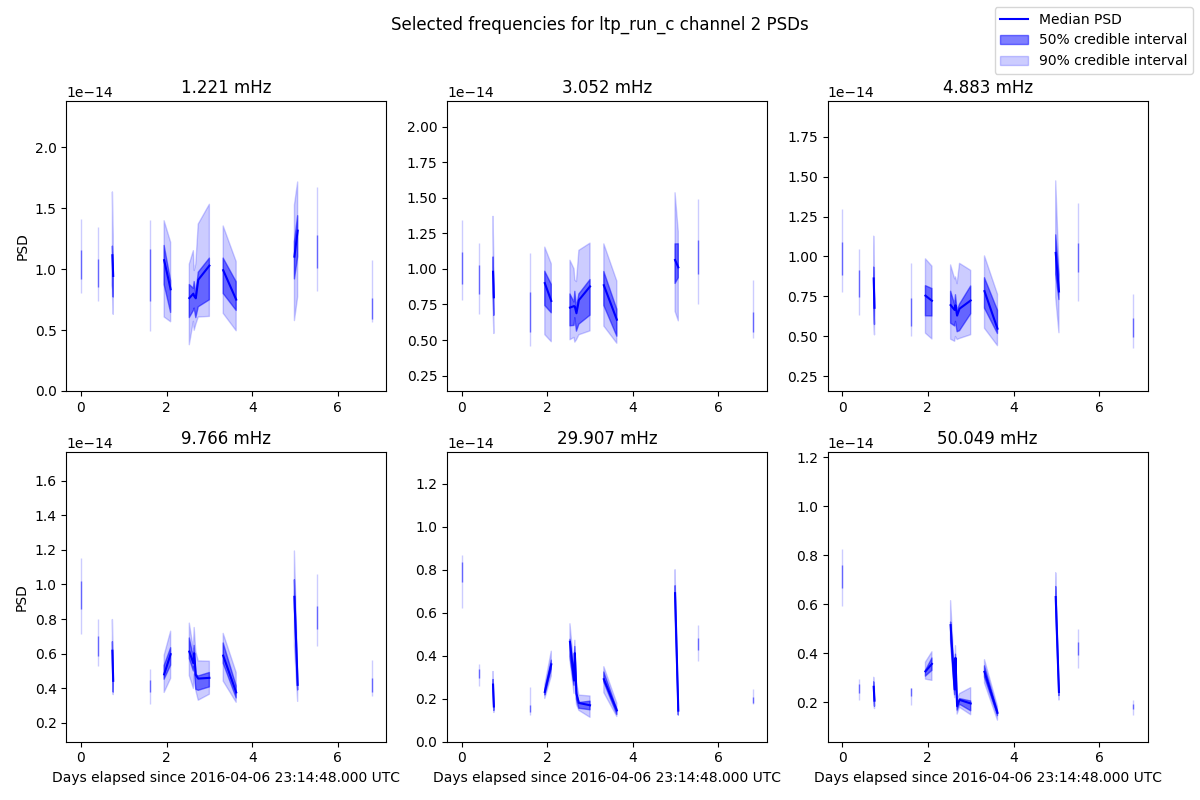 Selected frequencies for ltp_run_c channel 2 PSDs
Median PSD
50% credible interval
90% credible interval
1.221 mHz
1e−14
PSD
2.0
1.5
1.0
0.5
0.0
0 2 4 6
3.052 mHz
1e−14
2.00
1.75
1.50
1.25
1.00
0.75
0.50
0.25
0 2 4 6
4.883 mHz
1e−14
1.75
1.50
1.25
1.00
0.75
0.50
0.25
0 2 4 6
9.766 mHz
1e−14
PSD
1.6
1.4
1.2
1.0
0.8
0.6
0.4
0.2
0 2 4 6
Days elapsed since 2016-04-06 23:14:48.000 UTC
29.907 mHz
1e−14
1.2
1.0
0.8
0.6
0.4
0.2
0.0
0 2 4 6
Days elapsed since 2016-04-06 23:14:48.000 UTC
50.049 mHz
1e−14
1.2
1.0
0.8
0.6
0.4
0.2
0 2 4 6
Days elapsed since 2016-04-06 23:14:48.000 UTC